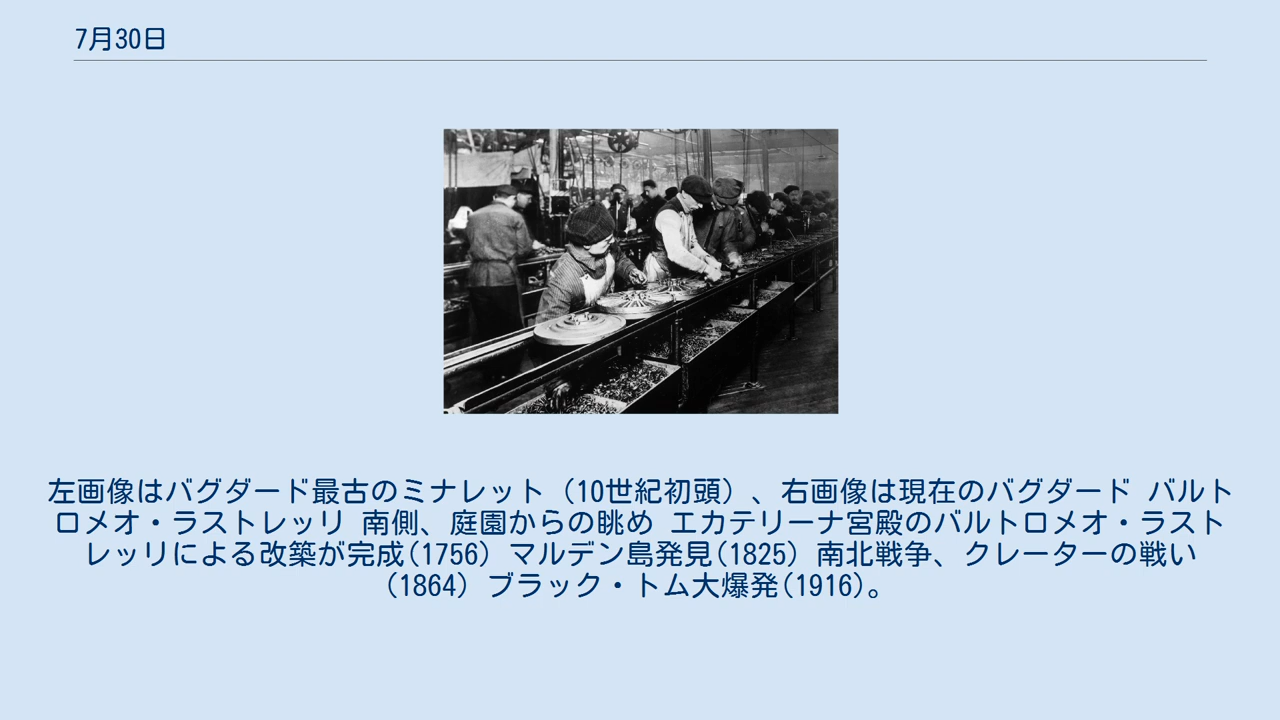 7月30日
左画像はバグダード最古のミナレット（10世紀初頭）、右画像は現在のバグダード バルト
ロメオ・ラストレッリ 南側、庭園からの眺め エカテリーナ宮殿のバルトロメオ・ラスト
レッリによる改築が完成(1756) マルデン島発見(1825) 南北戦争、クレーターの戦い
(1864) ブラック・トム大爆発(1916)。